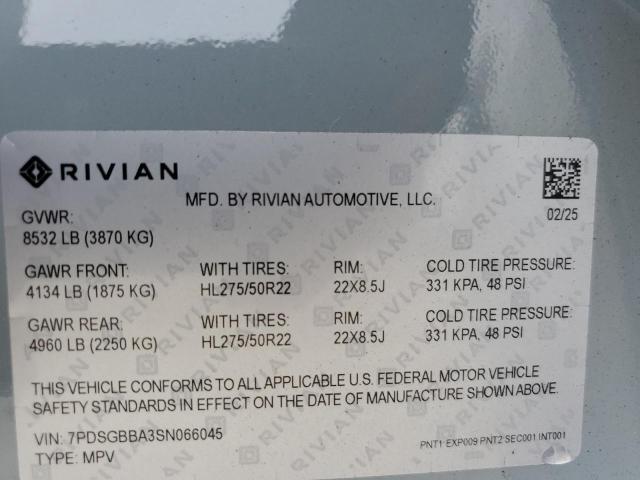 RIVIAN
MFD. BY RIVIAN AUTOMOTIVE, LLC.
02/25
GVWR:
8532 LB (3870 KG)
GAWR FRONT: WITH TIRES: RIM: COLD TIRE PRESSURE:
4134 LB (1875 KG) HL275/50R22 22X8.5J 331 KPA, 48 PSI
GAWR REAR: WITH TIRES: RIM: COLD TIRE PRESSURE:
4960 LB (2250 KG) HL275/50R22 22X8.5J 331 KPA, 48 PSI
THIS VEHICLE CONFORMS TO ALL APPLICABLE U.S. FEDERAL MOTOR VEHICLE
SAFETY STANDARDS IN EFFECT ON THE DATE OF MANUFACTURE SHOWN ABOVE.
VIN: 7PDSGBBA3SN066045
TYPE: MPV
PNT1 EXP009 PNT2 SEC001 INT001